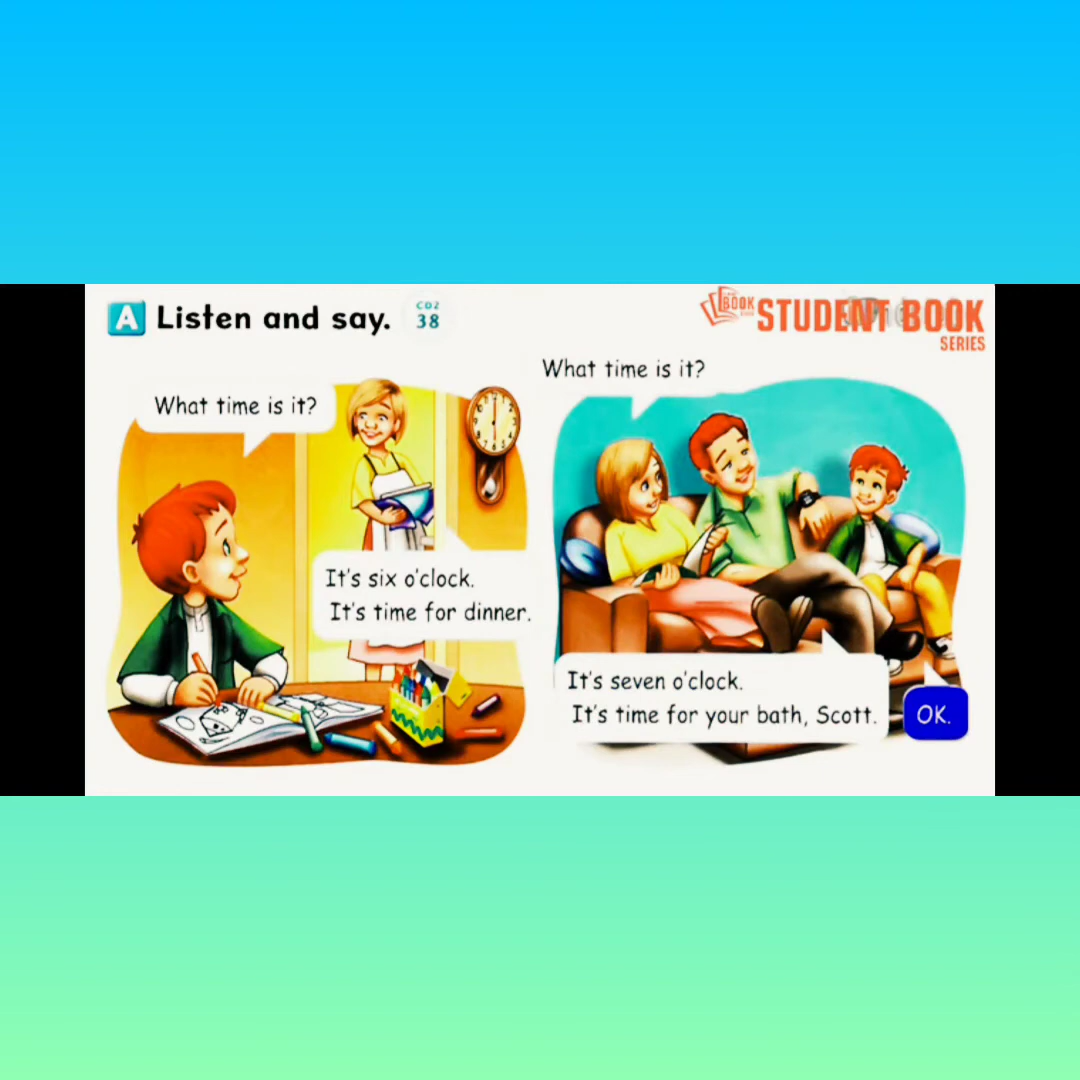 A Listen and say. CD2 38
BOOK STUDENT BOOK
SERIES
What time is it?
It's six o'clock.
It's time for dinner.
What time is it?
It's seven o'clock.
It's time for your bath, Scott.
OK.